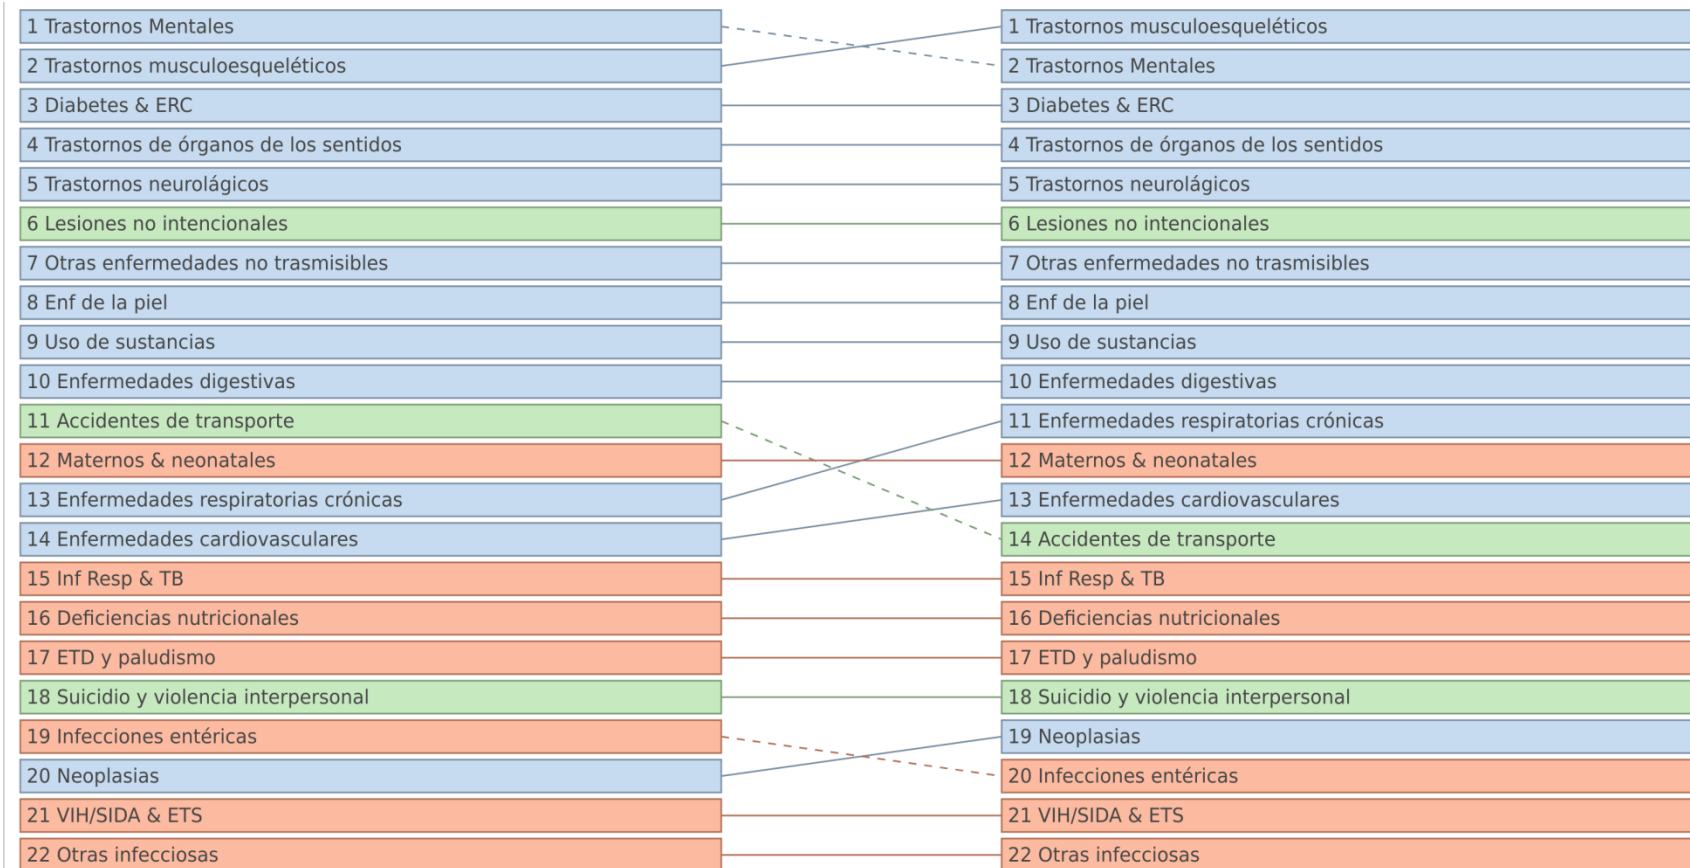 1 Trastornos Mentales
2 Trastornos musculoesqueléticos
3 Diabetes & ERC
4 Trastornos de órganos de los sentidos
5 Trastornos neurolágicos
6 Lesiones no intencionales
7 Otras enfermedades no trasmisibles
8 Enf de la piel
9 Uso de sustancias
10 Enfermedades digestivas
11 Accidentes de transporte
12 Maternos & neonatales
13 Enfermedades respiratorias crónicas
14 Enfermedades cardiovasculares
15 Inf Resp & TB
16 Deficiencias nutricionales
17 ETD y paludismo
18 Suicidio y violencia interpersonal
19 Infecciones entéricas
20 Neoplasias
21 VIH/SIDA & ETS
22 Otras infecciosas
1 Trastornos musculoesqueléticos
2 Trastornos Mentales
3 Diabetes & ERC
4 Trastornos de órganos de los sentidos
5 Trastornos neurolágicos
6 Lesiones no intencionales
7 Otras enfermedades no trasmisibles
8 Enf de la piel
9 Uso de sustancias
10 Enfermedades digestivas
11 Enfermedades respiratorias crónicas
12 Maternos & neonatales
13 Enfermedades cardiovasculares
14 Accidentes de transporte
15 Inf Resp & TB
16 Deficiencias nutricionales
17 ETD y paludismo
18 Suicidio y violencia interpersonal
19 Neoplasias
20 Infecciones entéricas
21 VIH/SIDA & ETS
22 Otras infecciosas